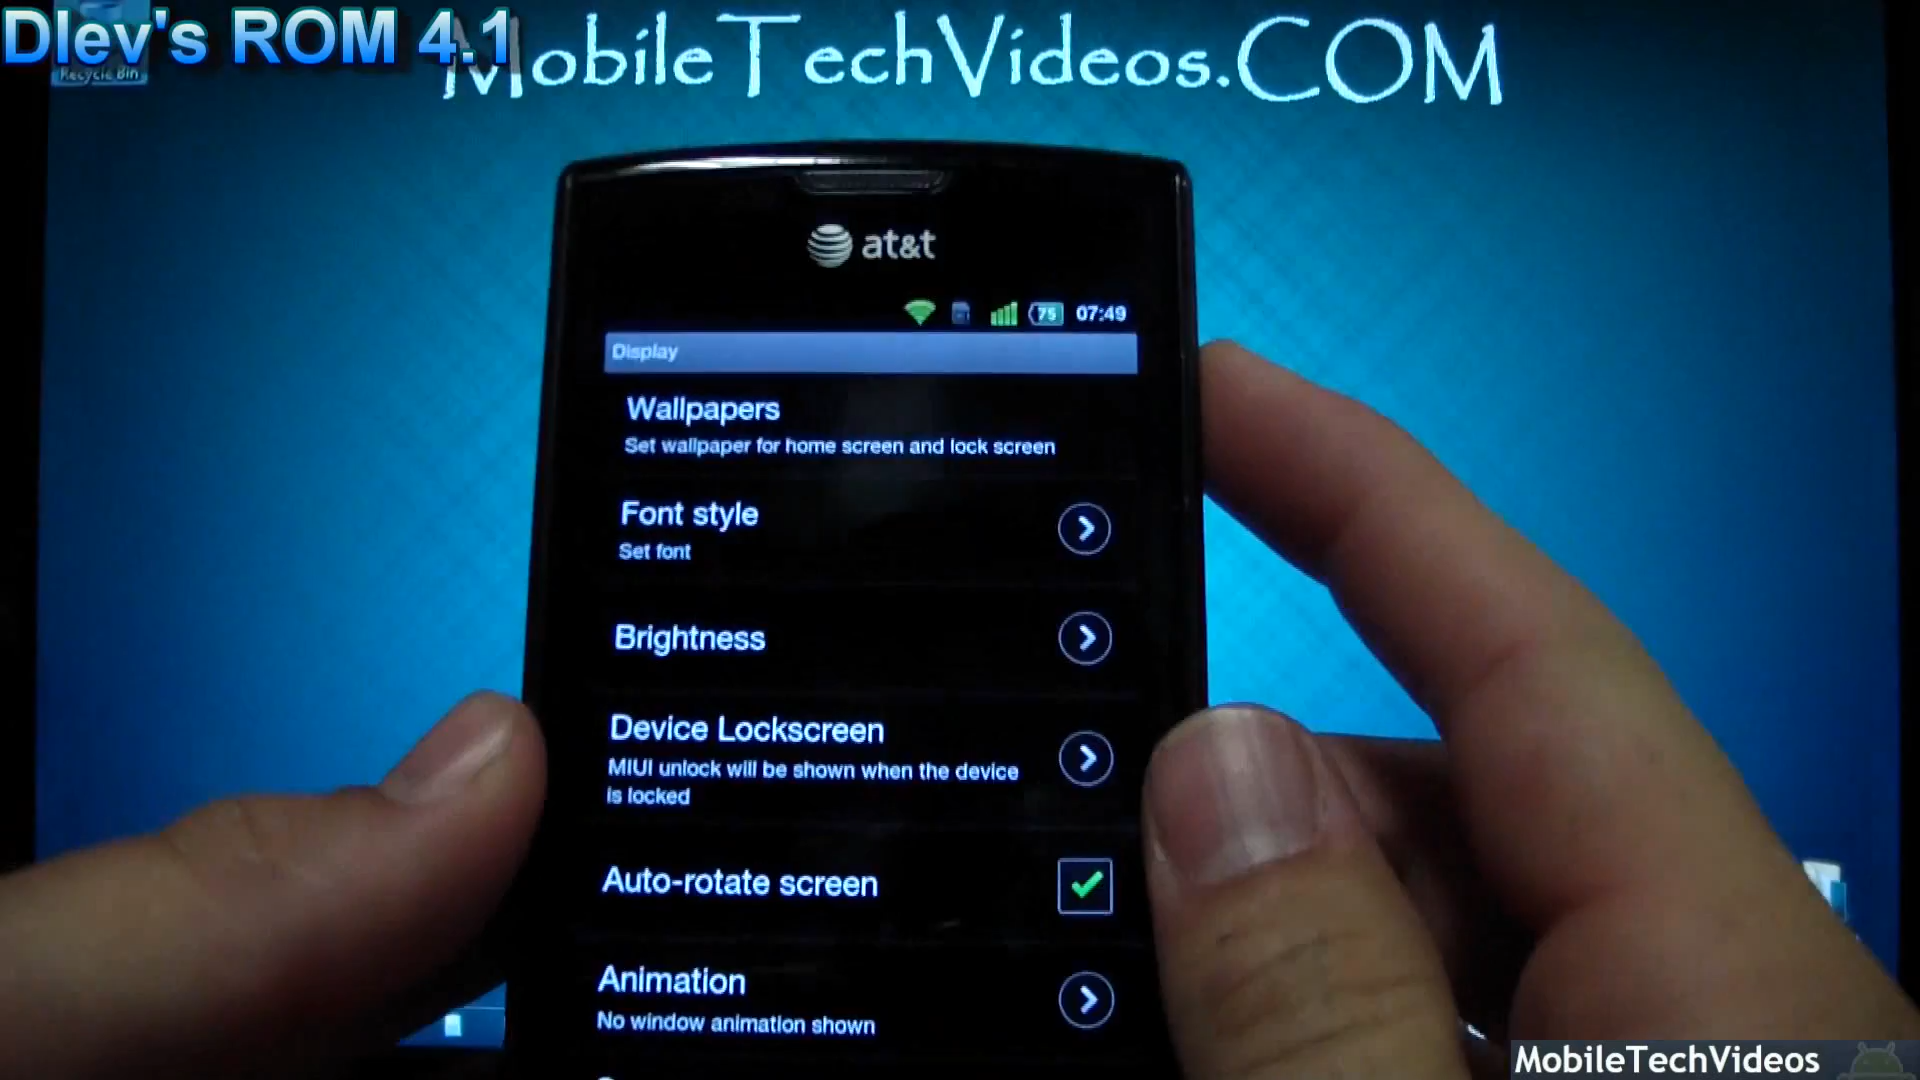 Dlev's ROM 4.1
MobileTechVideos.COM
Recycle Bin
at&t
75 07:49
Display
Wallpapers
Set wallpaper for home screen and lock screen
Font style
Set font
Brightness
Device Lockscreen
MIUI unlock will be shown when the device
is locked
Auto-rotate screen
Animation
No window animation shown
MobileTechVideos